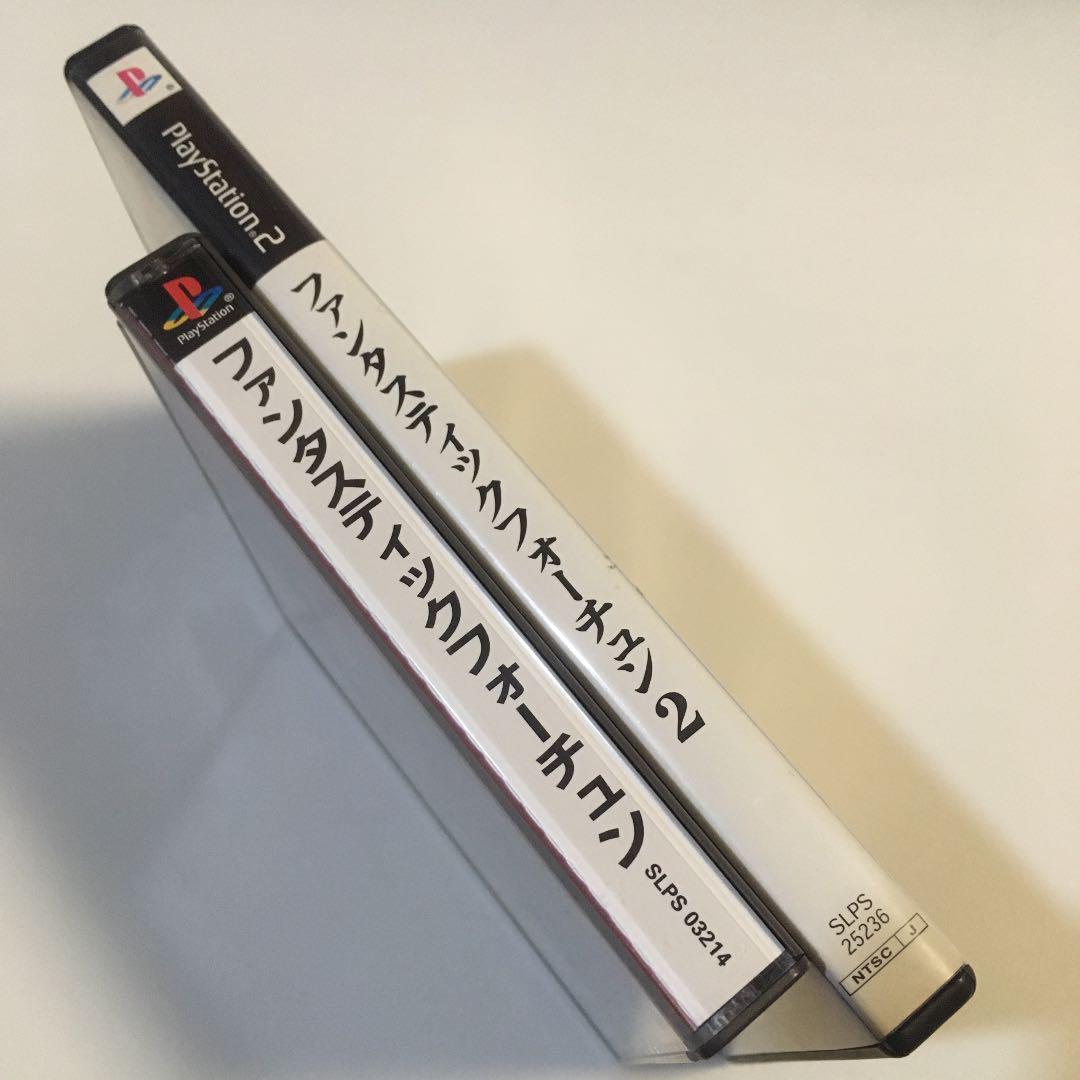 PlayStation®2
ファンタスティックフォーチュン2
SLPS
25236
NTSC J
PlayStation®
ファンタスティックフォーチュン
SLPS 03214